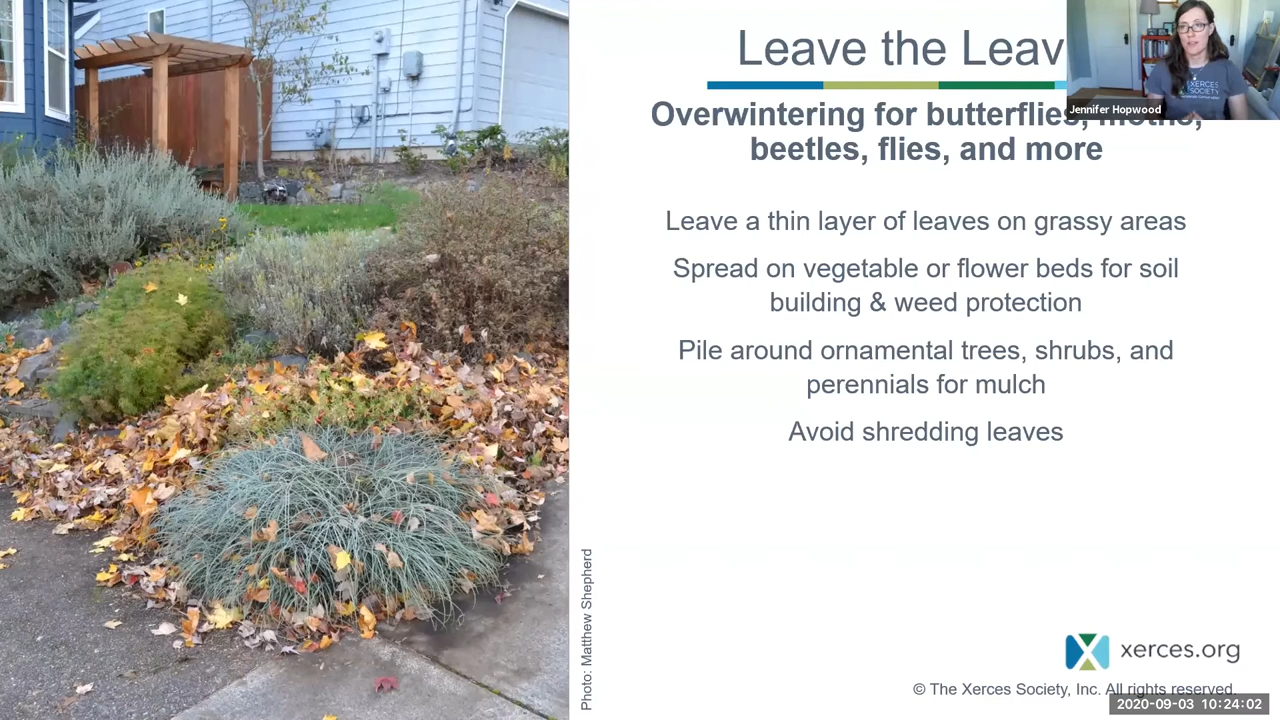 Leave the Leav
Jennifer Hopwood
XERCES
SOCIETY
Overwintering for butterflies, moths,
beetles, flies, and more
Leave a thin layer of leaves on grassy areas
Spread on vegetable or flower beds for soil
building & weed protection
Pile around ornamental trees, shrubs, and
perennials for mulch
Avoid shredding leaves
Photo: Matthew Shepherd
xerces.org
© The Xerces Society, Inc. All rights reserved.
2020-09-03 10:24:02